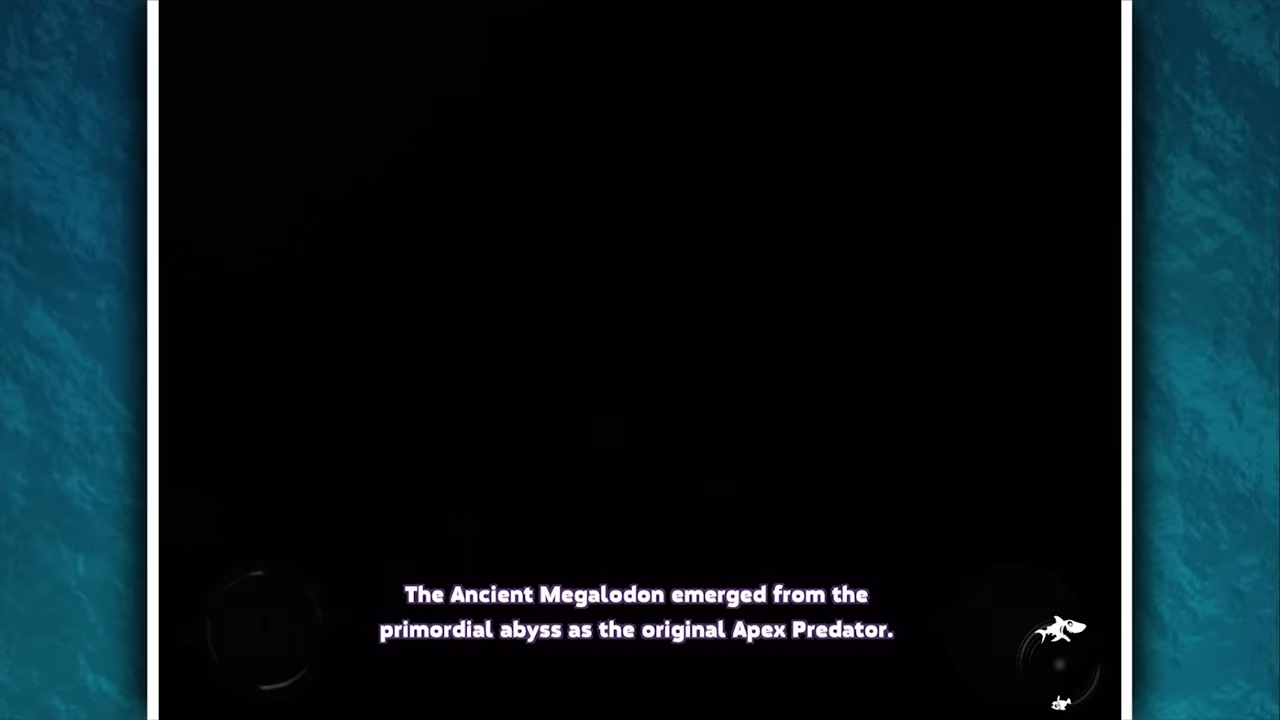 The Ancient Megalodon emerged from the
primordial abyss as the original Apex Predator.